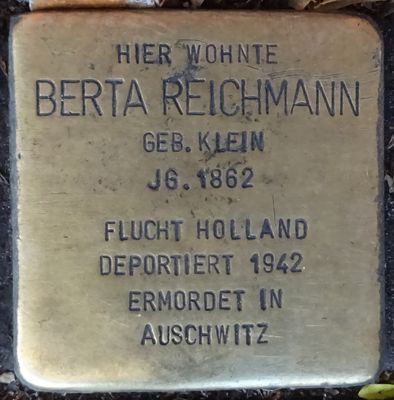 HIER WOHNTE
BERTA REICHMANN
GEB. KLEIN
JG. 1862
FLUCHT HOLLAND
DEPORTIERT 1942
ERMORDET IN
AUSCHWITZ